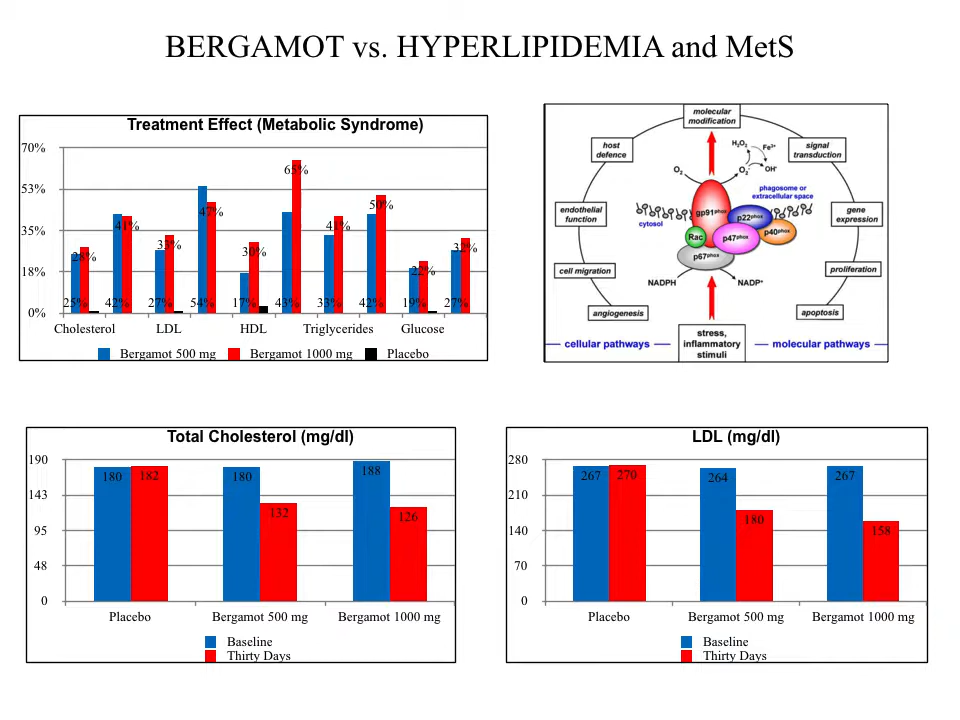 BERGAMOT vs. HYPERLIPIDEMIA and MetS
Treatment Effect (Metabolic Syndrome)
70%
53%
35%
18%
0%
28%
41%
33%
47%
30%
65%
41%
50%
22%
32%
25%
42%
27%
54%
17%
43%
33%
42%
19%
27%
Cholesterol LDL HDL Triglycerides Glucose
Bergamot 500 mg Bergamot 1000 mg Placebo
molecular
modification
host
defence
signal
transduction
H₂O₂ Fe³⁺
O₂ O₂⁻ OH·
phagosome or
extracellular space
endothelial
function
cytosol
gp91phox
p22phox
p40phox
Rac
p47phox
p67phox
gene
expression
cell migration
NADPH NADP⁺
proliferation
angiogenesis
apoptosis
cellular pathways
stress,
inflammatory
stimuli
molecular pathways
Total Cholesterol (mg/dl)
190
143
95
48
0
180 182 180 132 188 126
Placebo Bergamot 500 mg Bergamot 1000 mg
Baseline
Thirty Days
LDL (mg/dl)
280
210
140
70
0
267 270 264 180 267 158
Placebo Bergamot 500 mg Bergamot 1000 mg
Baseline
Thirty Days